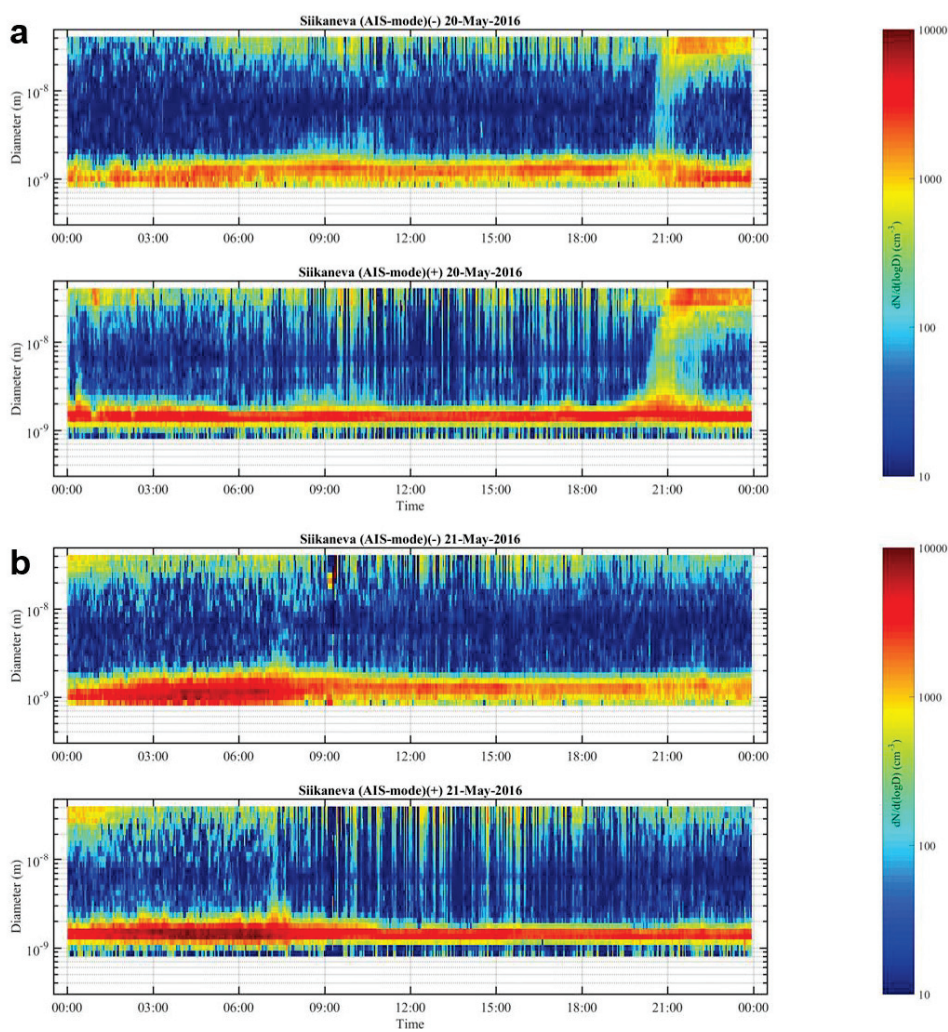 a
Siikaneva (AIS-mode)(-) 20-May-2016
Diameter (m)
10-8
10-9
00:00 03:00 06:00 09:00 12:00 15:00 18:00 21:00 00:00
Siikaneva (AIS-mode)(+) 20-May-2016
Diameter (m)
10-8
10-9
00:00 03:00 06:00 09:00 12:00 15:00 18:00 21:00 00:00
Time
10000
1000
100
10
dN/d(logD) (cm-3)
b
Siikaneva (AIS-mode)(-) 21-May-2016
Diameter (m)
10-8
10-9
00:00 03:00 06:00 09:00 12:00 15:00 18:00 21:00 00:00
Siikaneva (AIS-mode)(+) 21-May-2016
Diameter (m)
10-8
10-9
00:00 03:00 06:00 09:00 12:00 15:00 18:00 21:00 00:00
Time
10000
1000
100
10
dN/d(logD) (cm-3)